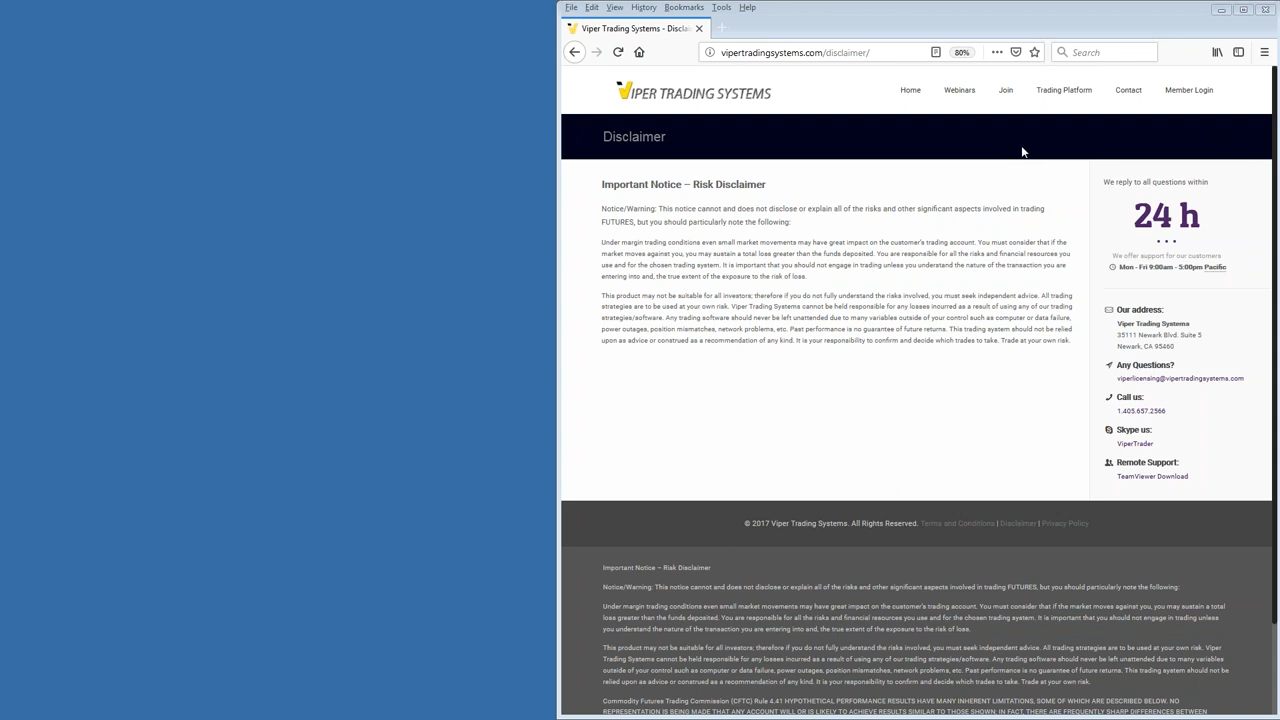 File Edit View History Bookmarks Tools Help
Viper Trading Systems - Discla
vipertradingsystems.com/disclaimer/
80%
Search
VIPER TRADING SYSTEMS
Home Webinars Join Trading Platform Contact Member Login
Disclaimer
Important Notice – Risk Disclaimer
Notice/Warning: This notice cannot and does not disclose or explain all of the risks and other significant aspects involved in trading
FUTURES, but you should particularly note the following:
Under margin trading conditions even small market movements may have great impact on the customer's trading account. You must consider that if the
market moves against you, you may sustain a total loss greater than the funds deposited. You are responsible for all the risks and financial resources you
use and for the chosen trading system. It is important that you should not engage in trading unless you understand the nature of the transaction you are
entering into and, the true extent of the exposure to the risk of loss.
This product may not be suitable for all investors; therefore if you do not fully understand the risks involved, you must seek independent advice. All trading
strategies are to be used at your own risk. Viper Trading Systems cannot be held responsible for any losses incurred as a result of using any of our trading
strategies/software. Any trading software should never be left unattended due to many variables outside of your control such as computer or data failure,
power outages, position mismatches, network problems, etc. Past performance is no guarantee of future returns. This trading system should not be relied
upon as advice or construed as a recommendation of any kind. It is your responsibility to confirm and decide which trades to take. Trade at your own risk.
We reply to all questions within
24 h
We offer support for our customers
Mon - Fri 9:00am - 5:00pm Pacific
Our address:
Viper Trading Systems
35111 Newark Blvd. Suite 5
Newark, CA 95460
Any Questions?
viperlicensing@vipertradingsystems.com
Call us:
1.405.657.2566
Skype us:
ViperTrader
Remote Support:
TeamViewer Download
© 2017 Viper Trading Systems. All Rights Reserved. Terms and Conditions | Disclaimer | Privacy Policy
Important Notice – Risk Disclaimer
Notice/Warning: This notice cannot and does not disclose or explain all of the risks and other significant aspects involved in trading FUTURES, but you should particularly note the following:
Under margin trading conditions even small market movements may have great impact on the customer's trading account. You must consider that if the market moves against you, you may sustain a total
loss greater than the funds deposited. You are responsible for all the risks and financial resources you use and for the chosen trading system. It is important that you should not engage in trading unless
you understand the nature of the transaction you are entering into and, the true extent of the exposure to the risk of loss.
This product may not be suitable for all investors; therefore if you do not fully understand the risks involved, you must seek independent advice. All trading strategies are to be used at your own risk. Viper
Trading Systems cannot be held responsible for any losses incurred as a result of using any of our trading strategies/software. Any trading software should never be left unattended due to many variables
outside of your control such as computer or data failure, power outages, position mismatches, network problems, etc. Past performance is no guarantee of future returns. This trading system should not be
relied upon as advice or construed as a recommendation of any kind. It is your responsibility to confirm and decide which trades to take. Trade at your own risk.
Commodity Futures Trading Commission (CFTC) Rule 4.41 HYPOTHETICAL PERFORMANCE RESULTS HAVE MANY INHERENT LIMITATIONS, SOME OF WHICH ARE DESCRIBED BELOW. NO
REPRESENTATION IS BEING MADE THAT ANY ACCOUNT WILL OR IS LIKELY TO ACHIEVE RESULTS SIMILAR TO THOSE SHOWN; IN FACT, THERE ARE FREQUENTLY SHARP DIFFERENCES BETWEEN